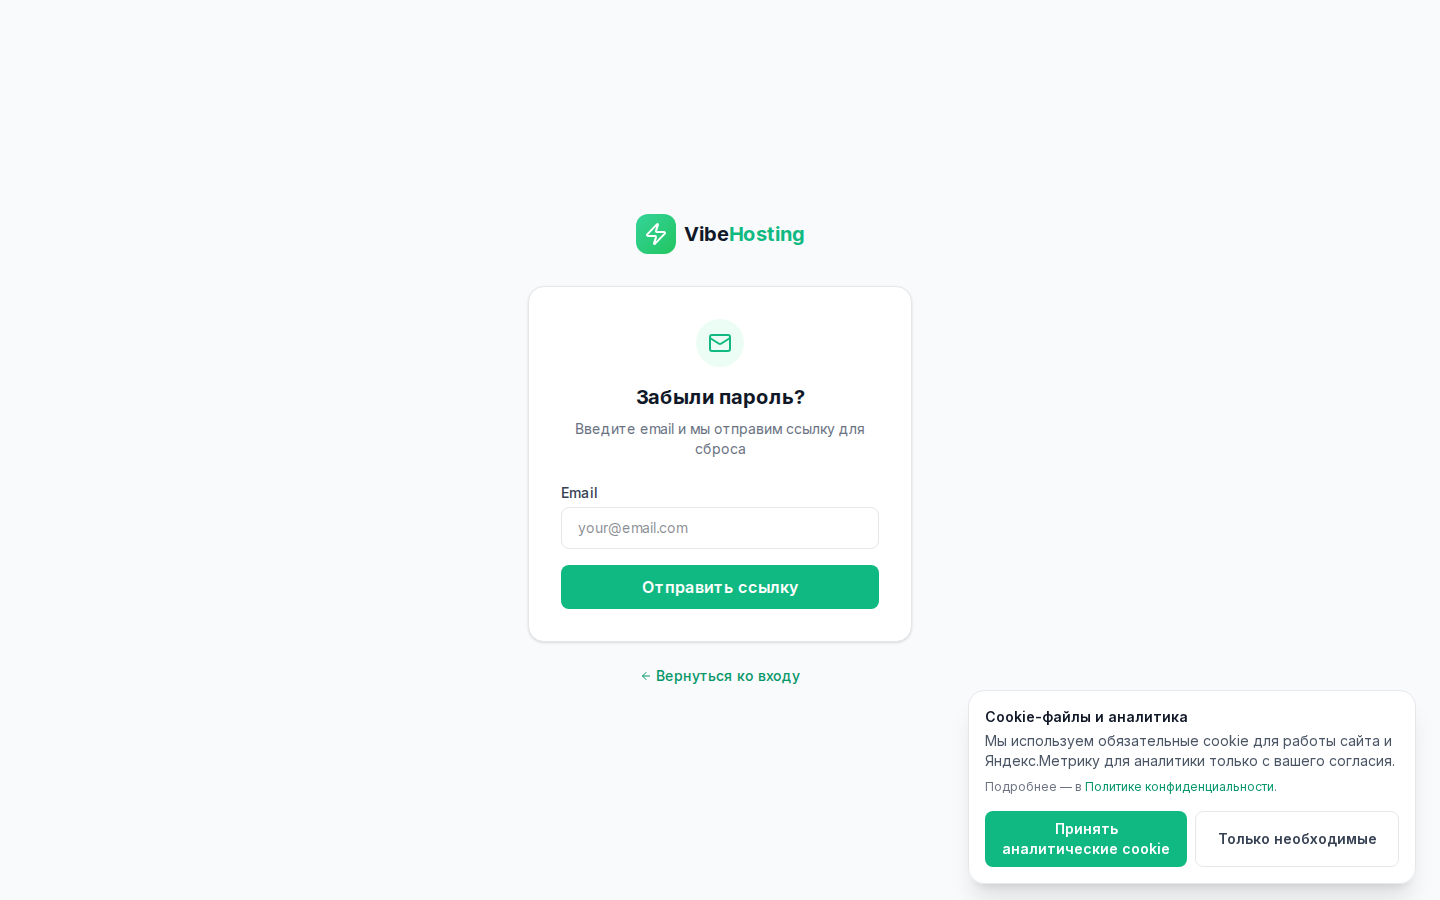 VibeHosting
Забыли пароль?
Введите email и мы отправим ссылку для
сброса
Email
your@email.com
Отправить ссылку
← Вернуться ко входу
Cookie-файлы и аналитика
Мы используем обязательные cookie для работы сайта и
Яндекс.Метрику для аналитики только с вашего согласия.
Подробнее — в Политике конфиденциальности.
Принять
аналитические cookie
Только необходимые